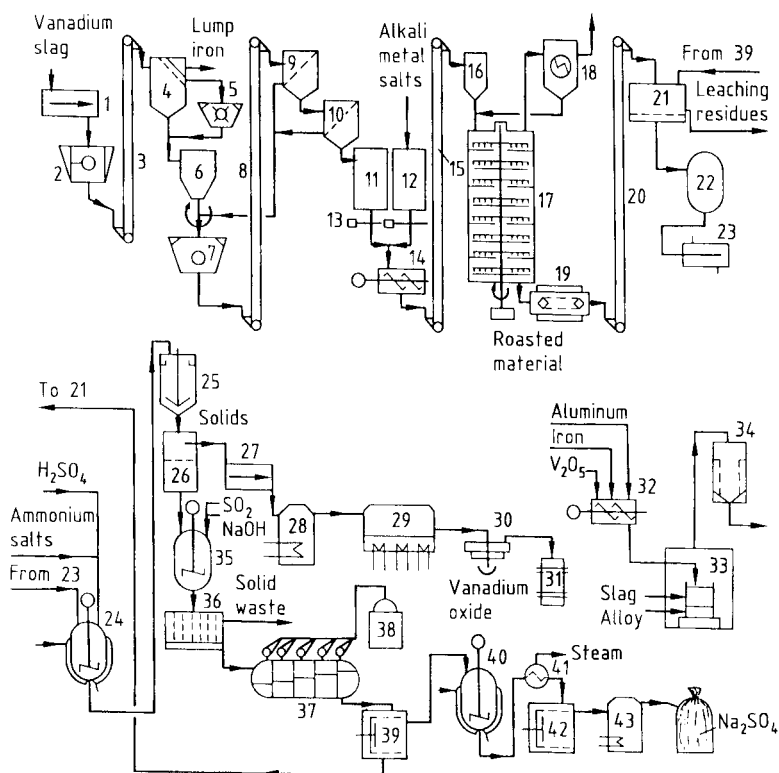 Vanadium
slag
Lump
iron
Alkali
metal
salts
From 39
Leaching
residues
1
2
3
4
5
6
7
8
9
10
11
12
13
14
15
16
17
18
19
20
21
22
23
Roasted
material
To 21
H₂SO₄
Ammonium
salts
From 23
24
25
Solids
26
27
SO₂
NaOH
28
29
30
31
Vanadium
oxide
Aluminum
Iron
V₂O₅
32
33
34
Slag
Alloy
35
Solid
waste
36
37
38
39
40
41
Steam
42
43
Na₂SO₄